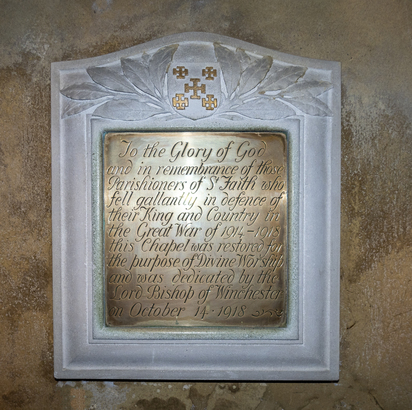 To the Glory of God
and in remembrance of those
Parishioners of St Faith who
fell gallantly in defence of
their King and Country in
the Great War of 1914-1918
this Chapel was restored for
the purpose of Divine Worship
and was dedicated by the
Lord Bishop of Winchester
in October 14·1918